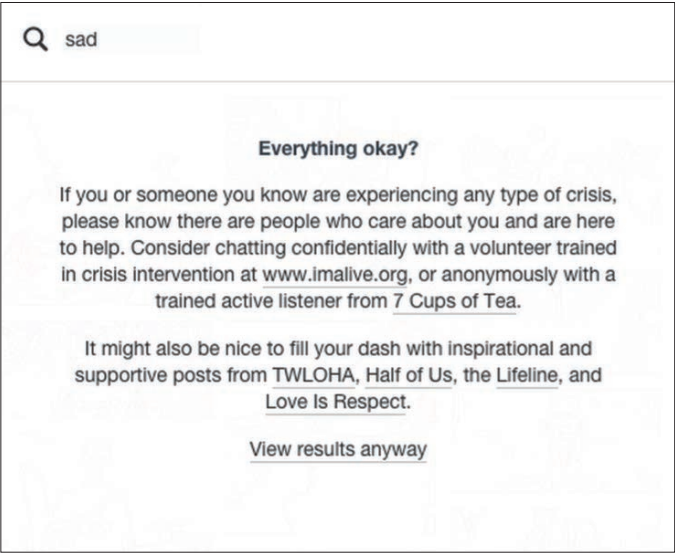 sad
Everything okay?
If you or someone you know are experiencing any type of crisis,
please know there are people who care about you and are here
to help. Consider chatting confidentially with a volunteer trained
in crisis intervention at www.imalive.org, or anonymously with a
trained active listener from 7 Cups of Tea.
It might also be nice to fill your dash with inspirational and
supportive posts from TWLOHA, Half of Us, the Lifeline, and
Love Is Respect.
View results anyway